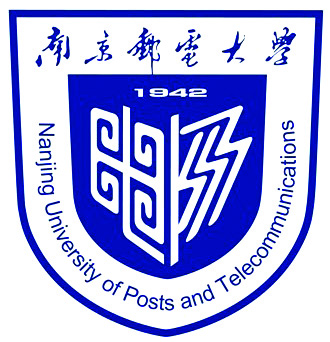 南京郵電大學
1942
Nanjing University of Posts and Telecommunications